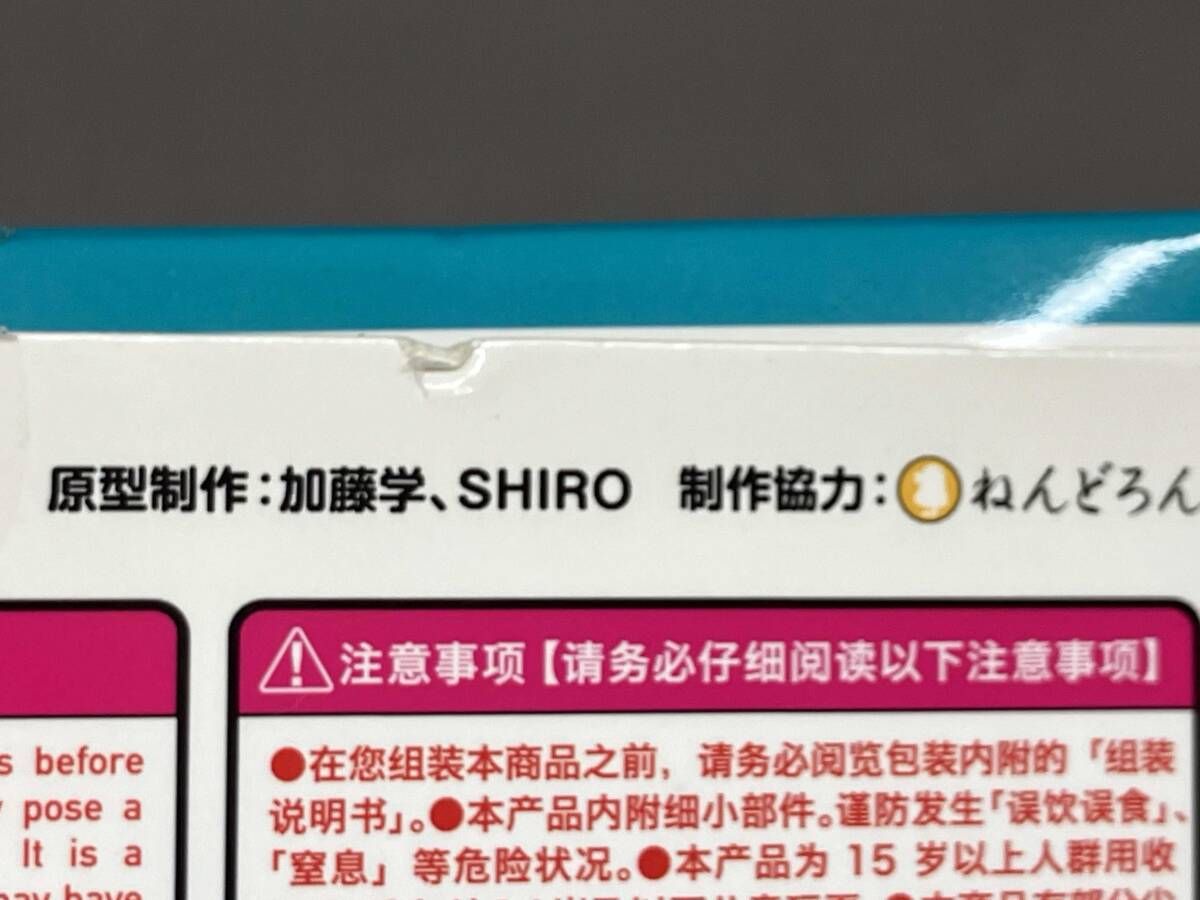 原型制作：加藤学、SHIRO　制作協力：ねんどろん
注意事项【请务必仔细阅读以下注意事项】
s before
pose a
It is a
have
●在您组装本商品之前，请务必阅览包装内附的「组装
说明书」。●本产品内附细小部件。谨防发生「误饮误食」、
「窒息」等危险状况。●本产品为 15 岁以上人群用收